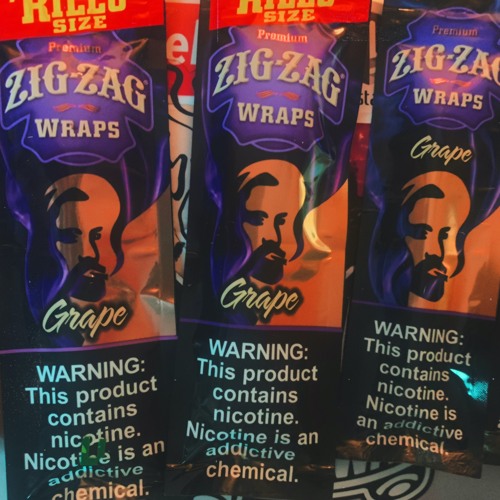 RILLO
SIZE
Premium
ZIG-ZAG
WRAPS
Grape
WARNING:
This product
contains
nicotine.
Nicotine is an
addictive
chemical.
RILLO
SIZE
Premium
ZIG-ZAG
WRAPS
Grape
WARNING:
This product
contains
nicotine.
Nicotine is an
addictive
chemical.
Premium
ZIG-ZAG
WRAPS
Grape
WARNING:
This product
contains
nicotine.
Nicotine is
an addictive
chemical.